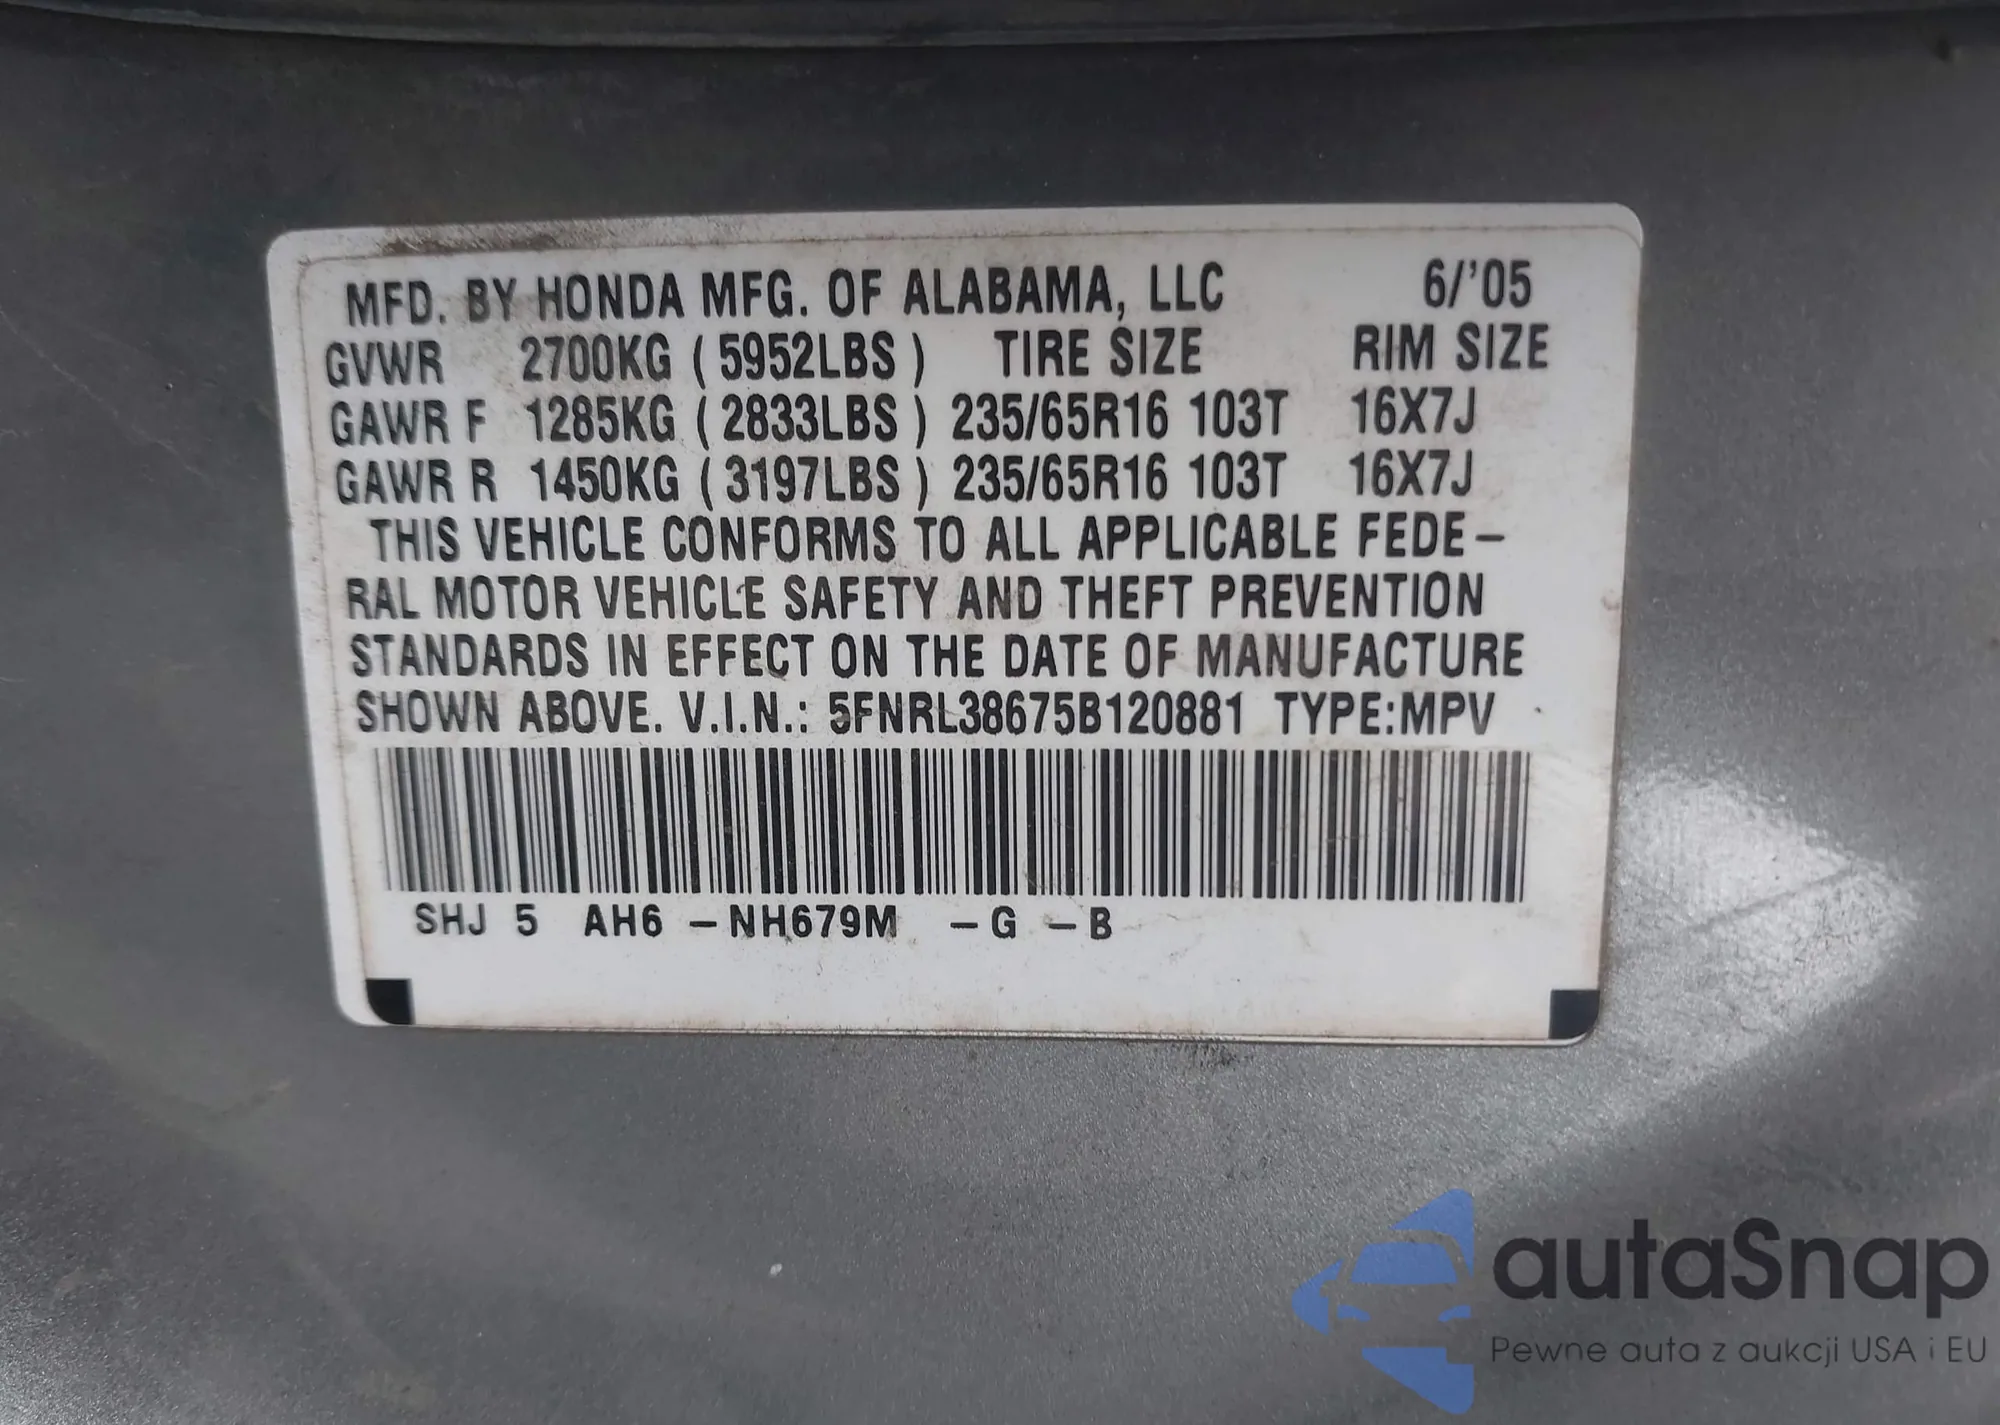 MFD. BY HONDA MFG. OF ALABAMA, LLC 6/'05
GVWR 2700KG (5952LBS) TIRE SIZE RIM SIZE
GAWR F 1285KG (2833LBS) 235/65R16 103T 16X7J
GAWR R 1450KG (3197LBS) 235/65R16 103T 16X7J
THIS VEHICLE CONFORMS TO ALL APPLICABLE FEDE-
RAL MOTOR VEHICLE SAFETY AND THEFT PREVENTION
STANDARDS IN EFFECT ON THE DATE OF MANUFACTURE
SHOWN ABOVE. V.I.N.: 5FNRL38675B120881 TYPE:MPV
SHJ 5 AH6 -NH679M -G -B
autaSnap
Pewne auta z aukcji USA i EU